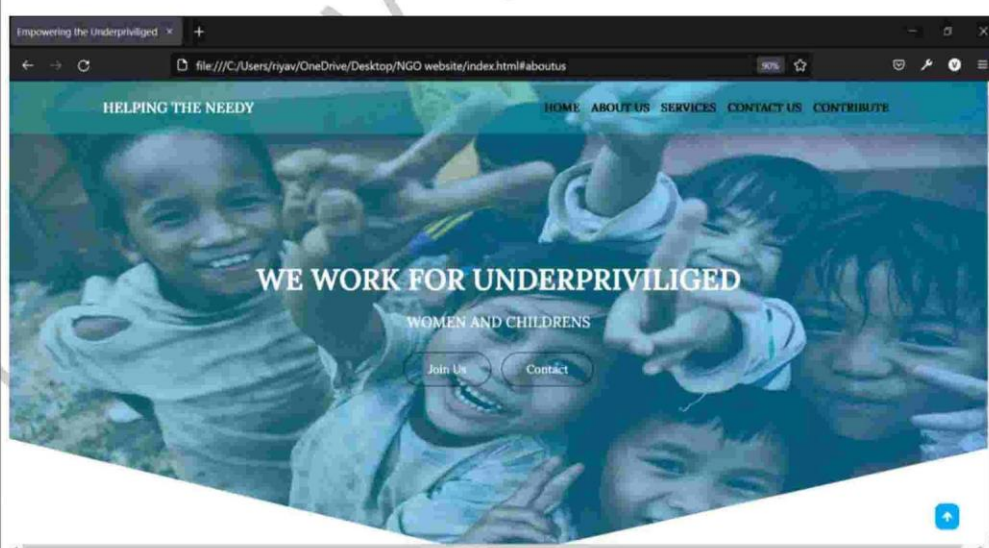 Empowering the Underpriviliged × +
file:///C:/Users/riyav/OneDrive/Desktop/NGO website/index.html#aboutus 90% V
HELPING THE NEEDY HOME ABOUT US SERVICES CONTACT US CONTRIBUTE
WE WORK FOR UNDERPRIVILIGED
WOMEN AND CHILDRENS
Join Us Contact